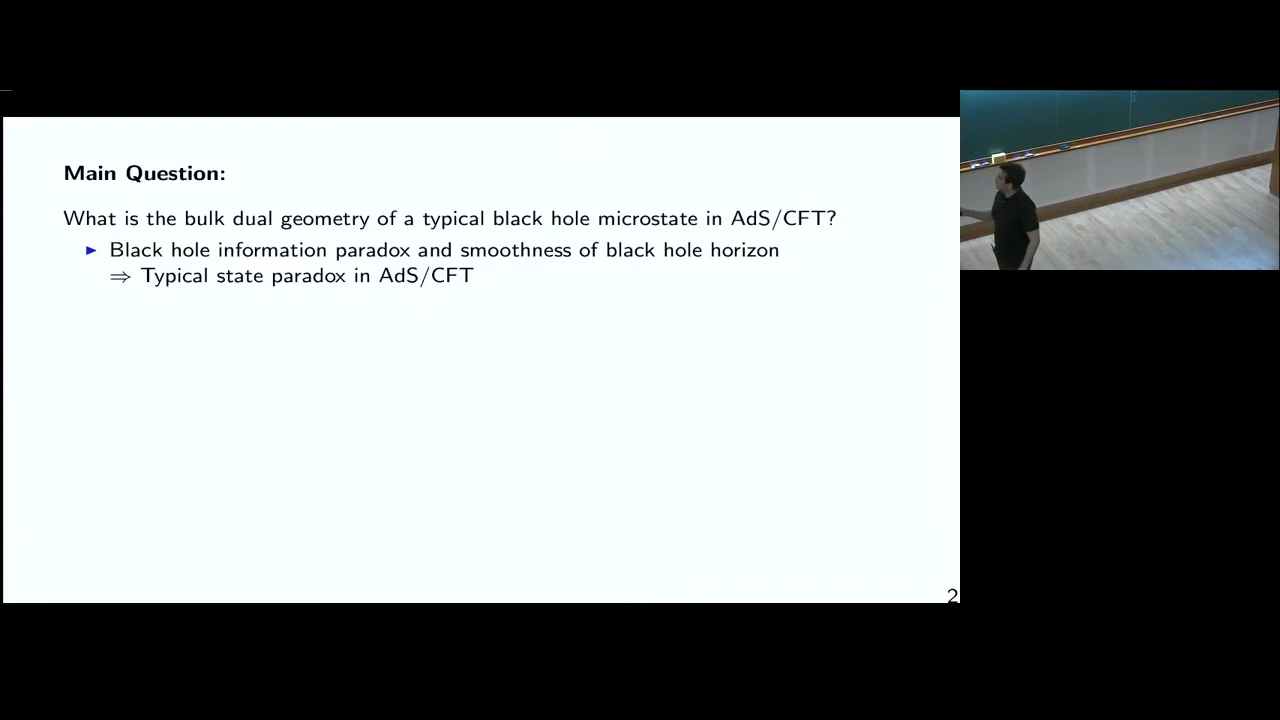 Main Question:
What is the bulk dual geometry of a typical black hole microstate in AdS/CFT?
► Black hole information paradox and smoothness of black hole horizon
⇒ Typical state paradox in AdS/CFT
2